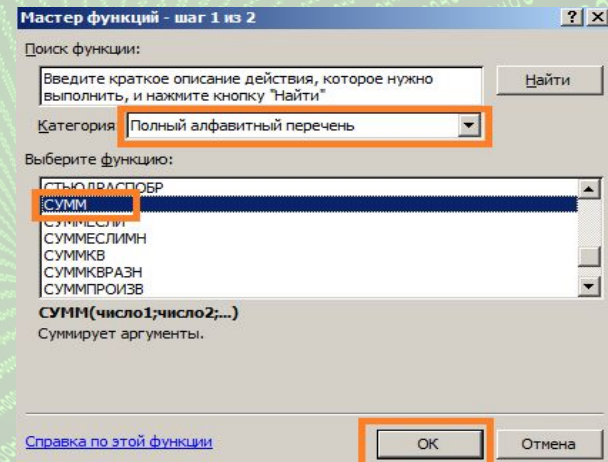 Мастер функций - шаг 1 из 2
Поиск функции:
Введите краткое описание действия, которое нужно
выполнить, и нажмите кнопку "Найти"
Найти
Категория
Полный алфавитный перечень
Выберите функцию:
СТЬЮДРАСПОБР
СУММ
СУММЕСЛИ
СУММЕСЛИМН
СУММКВ
СУММКВРАЗН
СУММПРОИЗВ
СУММ(число1;число2;...)
Суммирует аргументы.
Справка по этой функции
ОК
Отмена